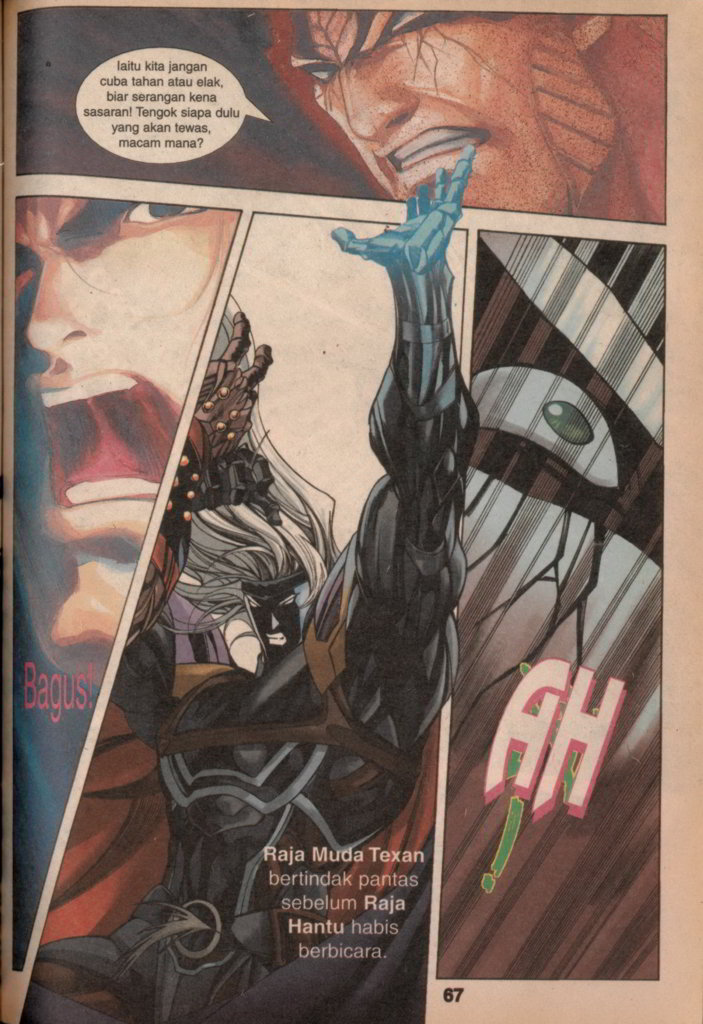 Iaitu kita jangan
cuba tahan atau elak,
biar serangan kena
sasaran! Tengok siapa dulu
yang akan tewas,
macam mana?
Bagus!
AH
Raja Muda Texan
bertindak pantas
sebelum Raja
Hantu habis
berbicara.
67